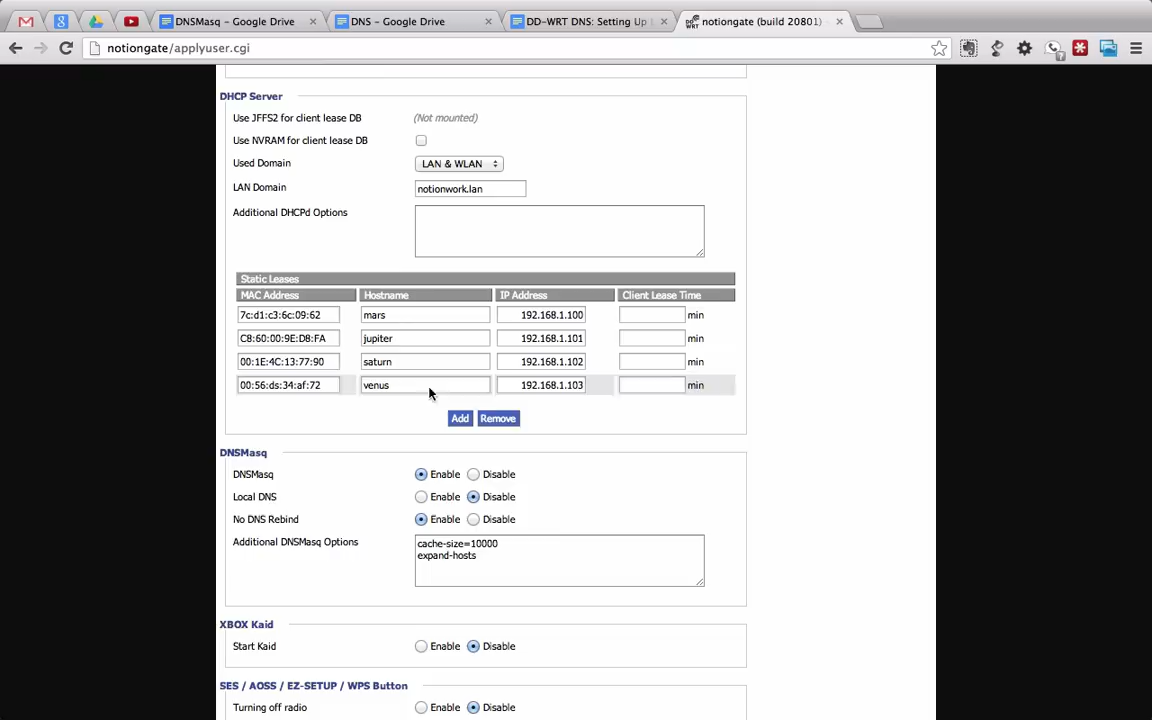 DNSMasq - Google Drive
DNS - Google Drive
DD-WRT DNS: Setting Up L
notiongate (build 20801)
notiongate/applyuser.cgi
DHCP Server
Use JFFS2 for client lease DB (Not mounted)
Use NVRAM for client lease DB
Used Domain LAN & WLAN
LAN Domain notionwork.lan
Additional DHCPd Options
Static Leases
MAC Address Hostname IP Address Client Lease Time
7c:d1:c3:6c:09:62 mars 192.168.1.100 min
C8:60:00:9E:D8:FA jupiter 192.168.1.101 min
00:1E:4C:13:77:90 saturn 192.168.1.102 min
00:56:ds:34:af:72 venus 192.168.1.103 min
Add Remove
DNSMasq
DNSMasq Enable Disable
Local DNS Enable Disable
No DNS Rebind Enable Disable
Additional DNSMasq Options
cache-size=10000
expand-hosts
XBOX Kaid
Start Kaid Enable Disable
SES / AOSS / EZ-SETUP / WPS Button
Turning off radio Enable Disable